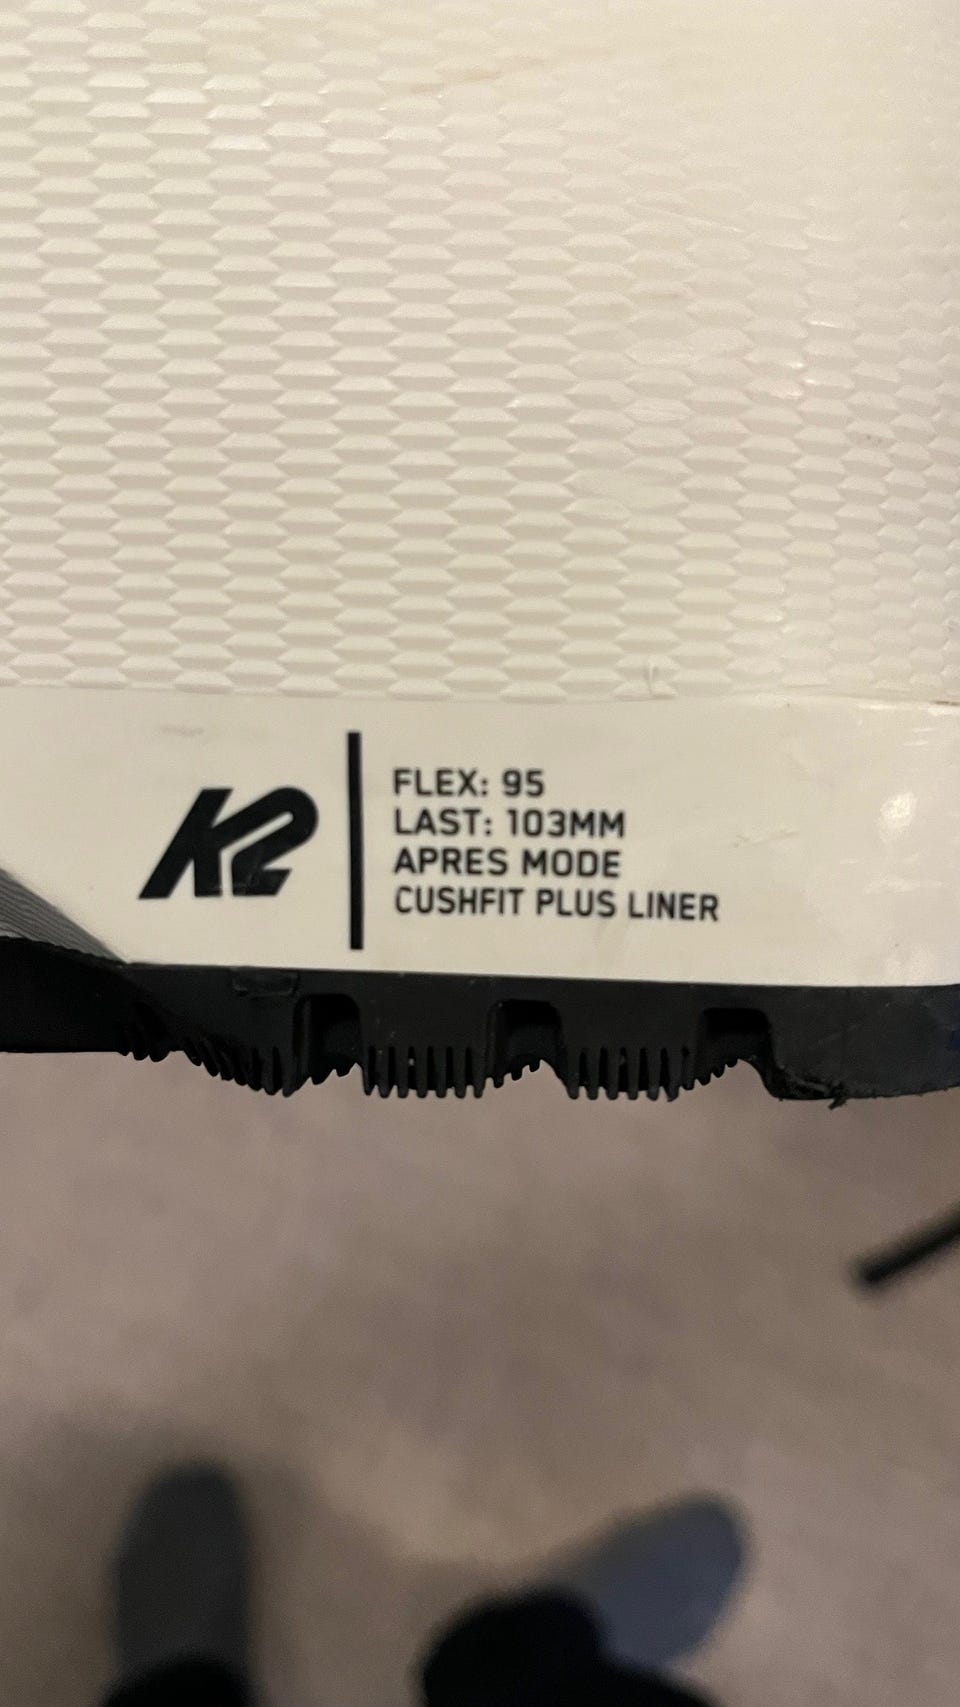 K2
FLEX: 95
LAST: 103MM
APRES MODE
CUSHFIT PLUS LINER